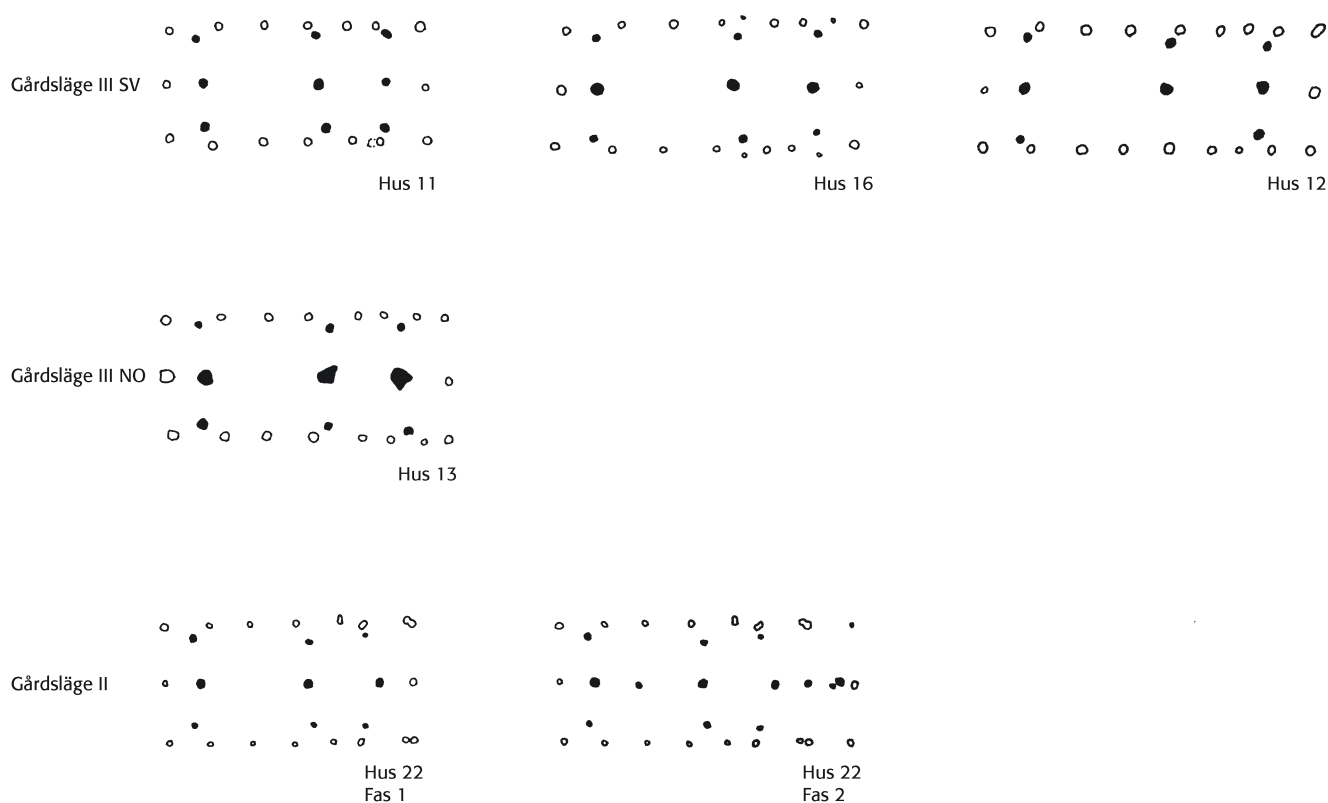 Gårdsläge III SV
Hus 11
Hus 16
Hus 12
Gårdsläge III NO
Hus 13
Gårdsläge II
Hus 22
Fas 1
Hus 22
Fas 2